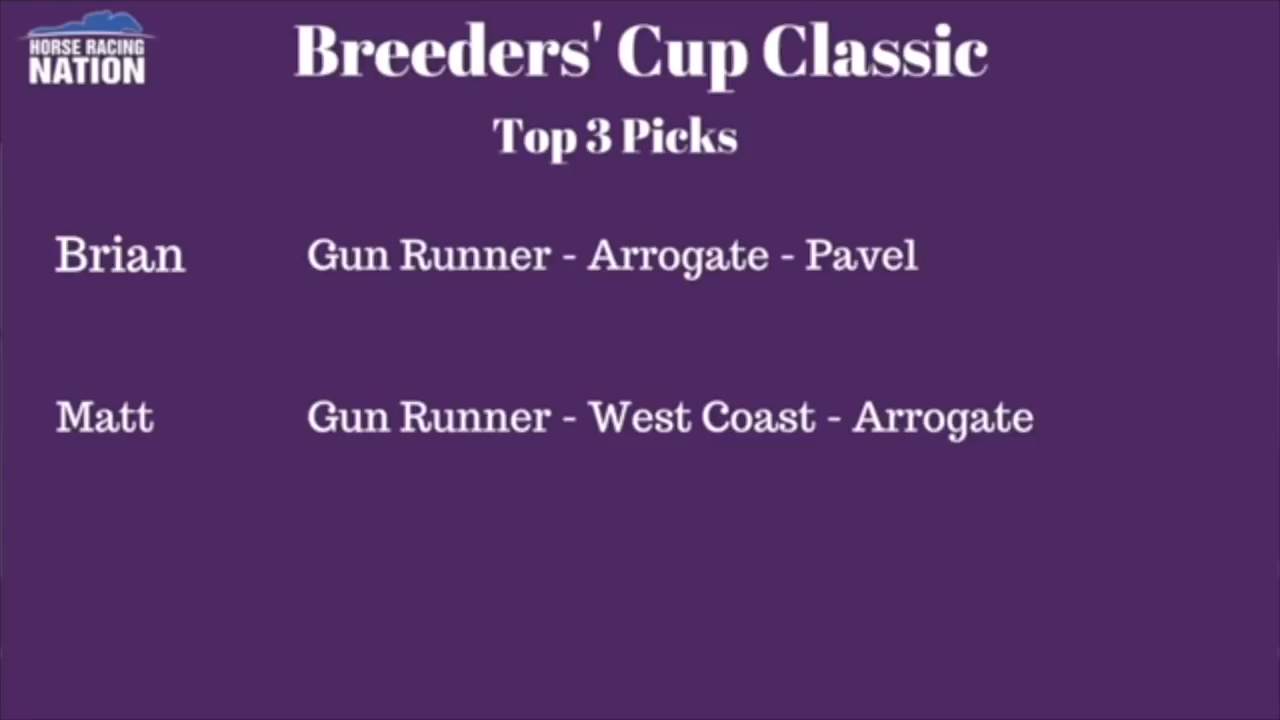 HORSE RACING
NATION
Breeders' Cup Classic
Top 3 Picks
Brian Gun Runner - Arrogate - Pavel
Matt Gun Runner - West Coast - Arrogate